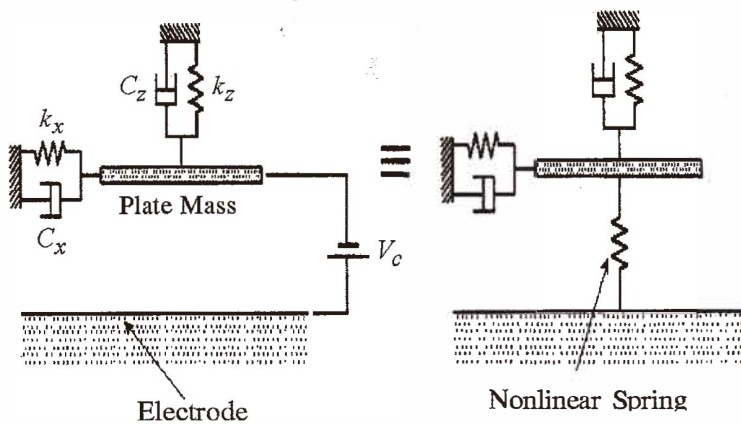 C_z
k_z
k_x
C_x
Plate Mass
V_c
Electrode
Nonlinear Spring